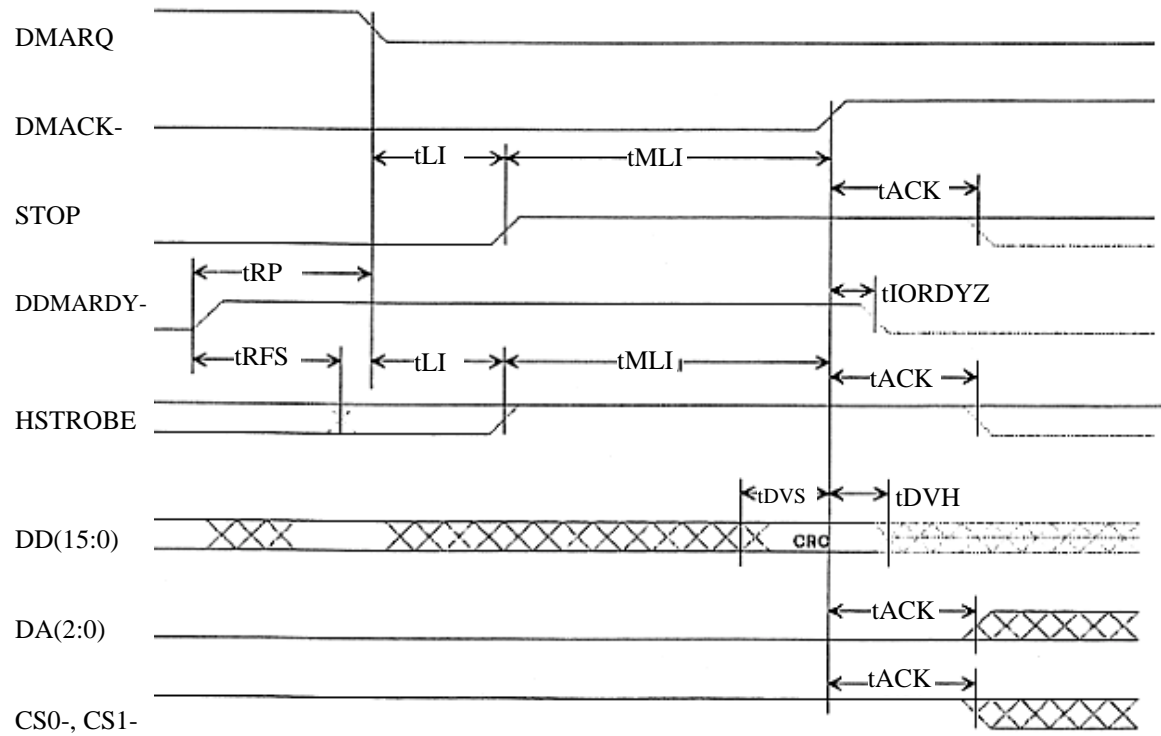 DMARQ
DMACK-
tLI
tMLI
tACK
STOP
tRP
tIORDYZ
DDMARDY-
tRFS
tLI
tMLI
tACK
HSTROBE
tDVS
tDVH
DD(15:0)
CRC
tACK
DA(2:0)
tACK
CS0-, CS1-